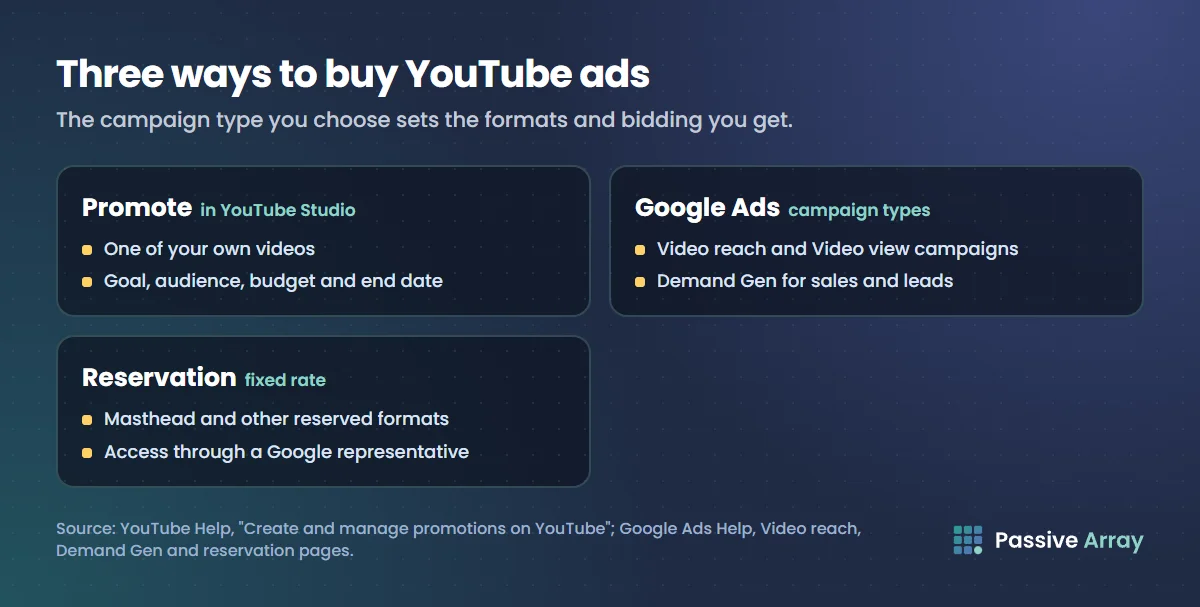 Three ways to buy YouTube ads
The campaign type you choose sets the formats and bidding you get.
Promote in YouTube Studio
One of your own videos
Goal, audience, budget and end date
Google Ads campaign types
Video reach and Video view campaigns
Demand Gen for sales and leads
Reservation fixed rate
Masthead and other reserved formats
Access through a Google representative
Source: YouTube Help, "Create and manage promotions on YouTube"; Google Ads Help, Video reach,
Demand Gen and reservation pages.
Passive Array